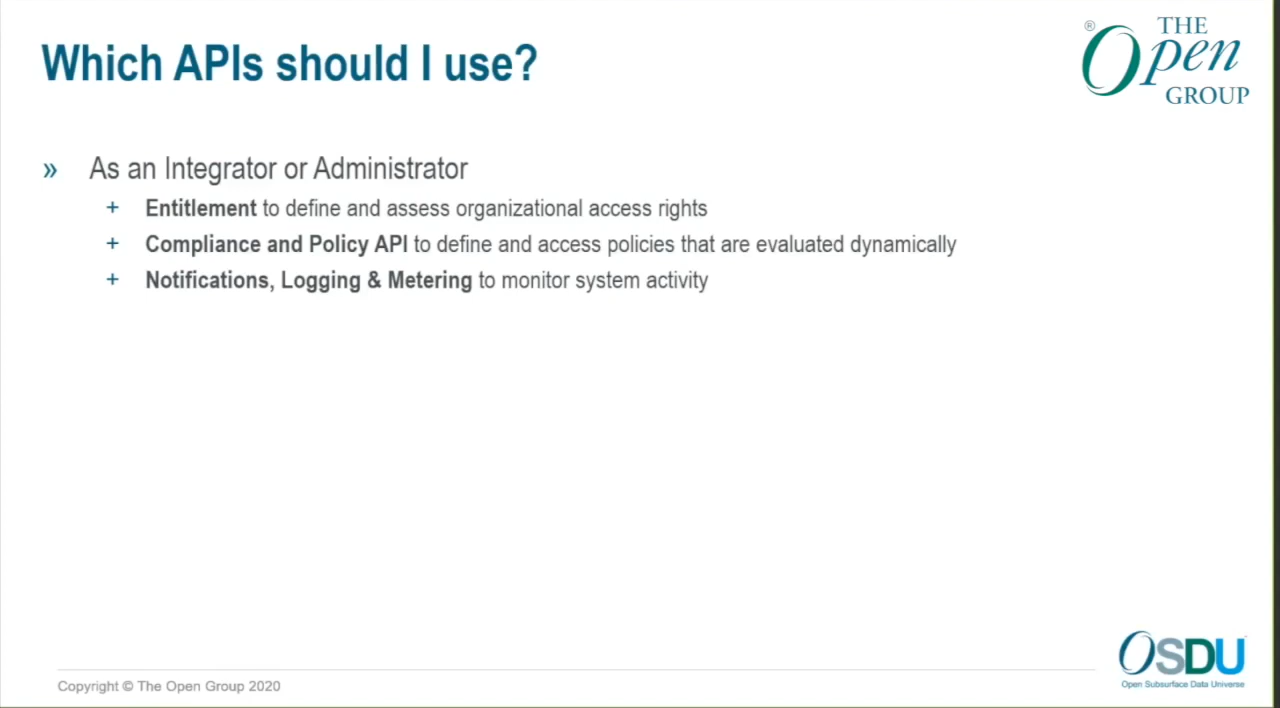 Which APIs should I use?
® THE
Open
GROUP
» As an Integrator or Administrator
+ Entitlement to define and assess organizational access rights
+ Compliance and Policy API to define and access policies that are evaluated dynamically
+ Notifications, Logging & Metering to monitor system activity
OSDU
Open Subsurface Data Universe
Copyright © The Open Group 2020